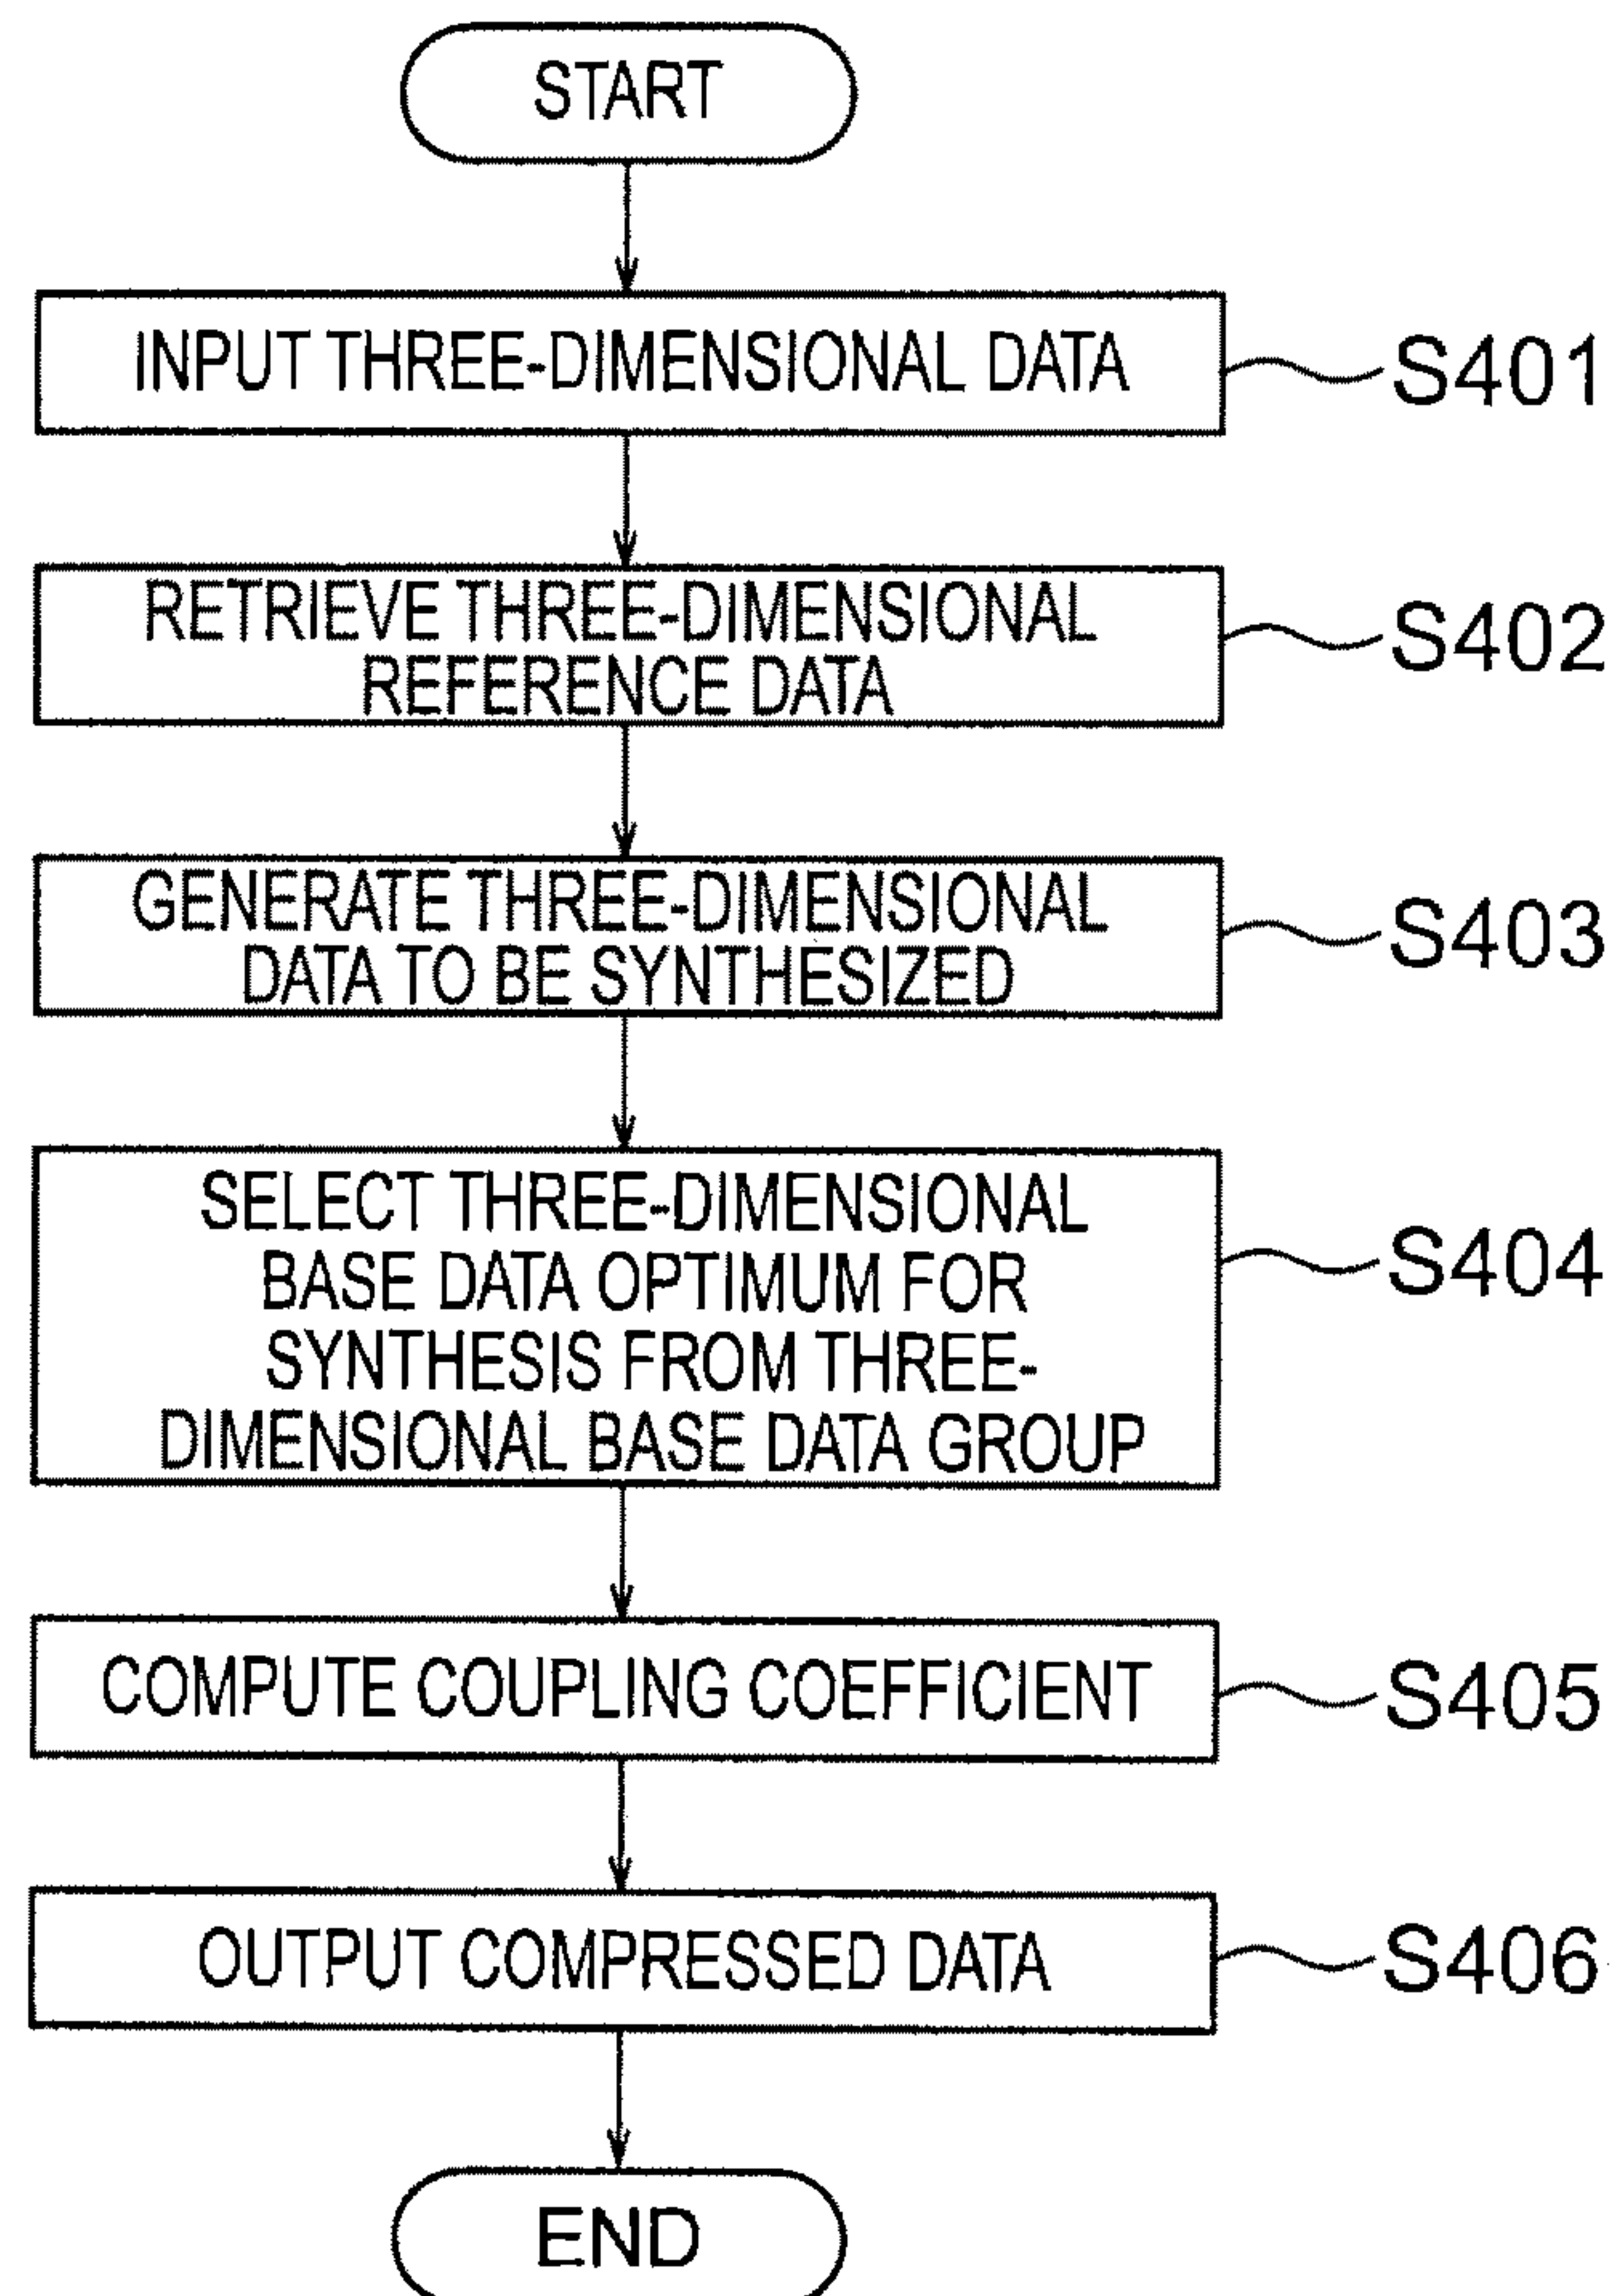 START
INPUT THREE-DIMENSIONAL DATA
S401
RETRIEVE THREE-DIMENSIONAL
REFERENCE DATA
S402
GENERATE THREE-DIMENSIONAL
DATA TO BE SYNTHESIZED
S403
SELECT THREE-DIMENSIONAL
BASE DATA OPTIMUM FOR
SYNTHESIS FROM THREE-
DIMENSIONAL BASE DATA GROUP
S404
COMPUTE COUPLING COEFFICIENT
S405
OUTPUT COMPRESSED DATA
S406
END